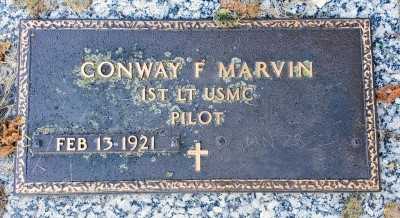 CONWAY F MARVIN
1ST LT USMC
PILOT
FEB 13 1921